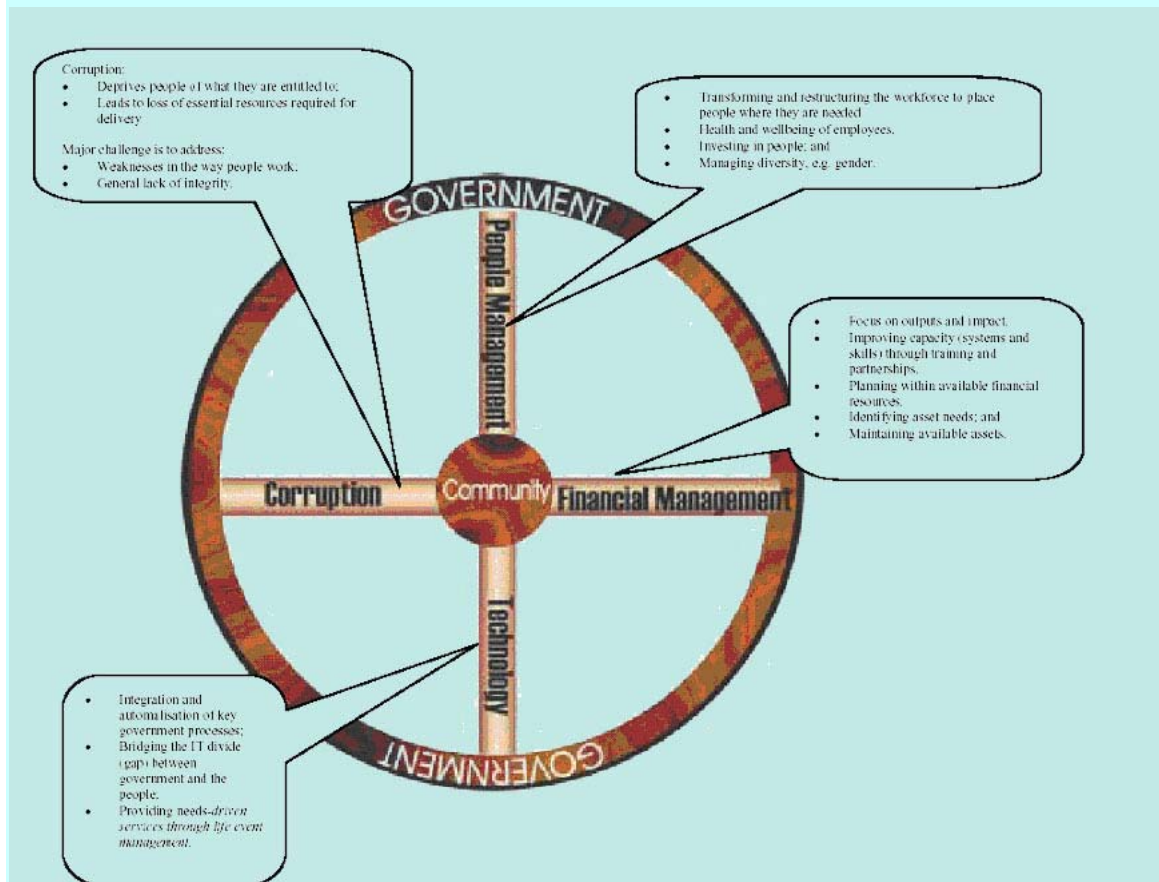 Corruption:
• Deprives people of what they are entitled to;
• Leads to loss of essential resources required for
delivery
Major challenge is to address:
• Weaknesses in the way people work;
• General lack of integrity.
• Transforming and restructuring the workforce to place
people where they are needed
• Health and wellbeing of employees.
• Investing in people; and
• Managing diversity, e.g. gender.
GOVERNMENT
People Management
• Focus on outputs and impact.
• Improving capacity (systems and
skills) through training and
partnerships.
• Planning within available financial
resources.
• Identifying asset needs; and
• Maintaining available assets.
Corruption
Community
Financial Management
Technology
• Integration and
automalisation of key
government processes;
• Bridging the IT divide
(gap) between
government and the
people;
• Providing needs-driven
services through life event
management.
GOVERNMENT